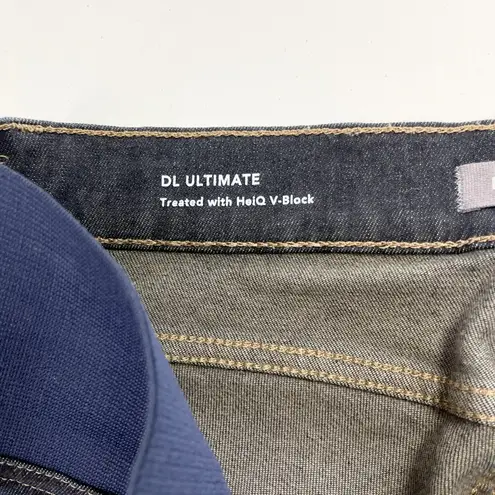 DL ULTIMATE
Treated with HeiQ V-Block